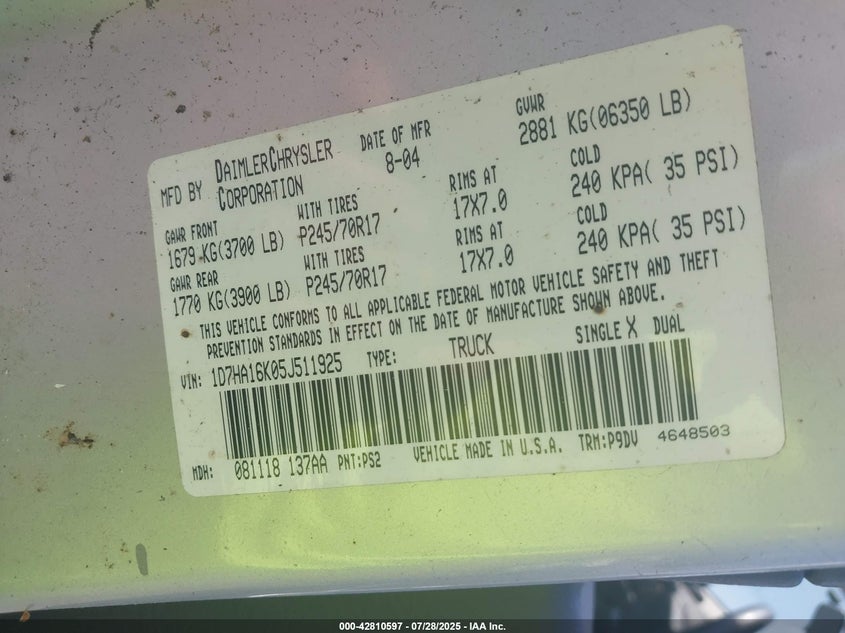 MFD BY DAIMLERCHRYSLER CORPORATION
DATE OF MFR 8-04
GVWR 2881 KG(06350 LB)
GAWR FRONT WITH TIRES RIMS AT COLD
1679 KG(3700 LB) P245/70R17 17X7.0 240 KPA( 35 PSI)
GAWR REAR WITH TIRES RIMS AT COLD
1770 KG(3900 LB) P245/70R17 17X7.0 240 KPA( 35 PSI)
THIS VEHICLE CONFORMS TO ALL APPLICABLE FEDERAL MOTOR VEHICLE SAFETY AND THEFT
PREVENTION STANDARDS IN EFFECT ON THE DATE OF MANUFACTURE SHOWN ABOVE.
VIN: 1D7HA16K05J511925 TYPE: TRUCK SINGLE X DUAL
MDH: 081118 137AA PNT:PS2 VEHICLE MADE IN U.S.A. TRM:P9DV 4648503
000-42810597 - 07/28/2025 - IAA Inc.